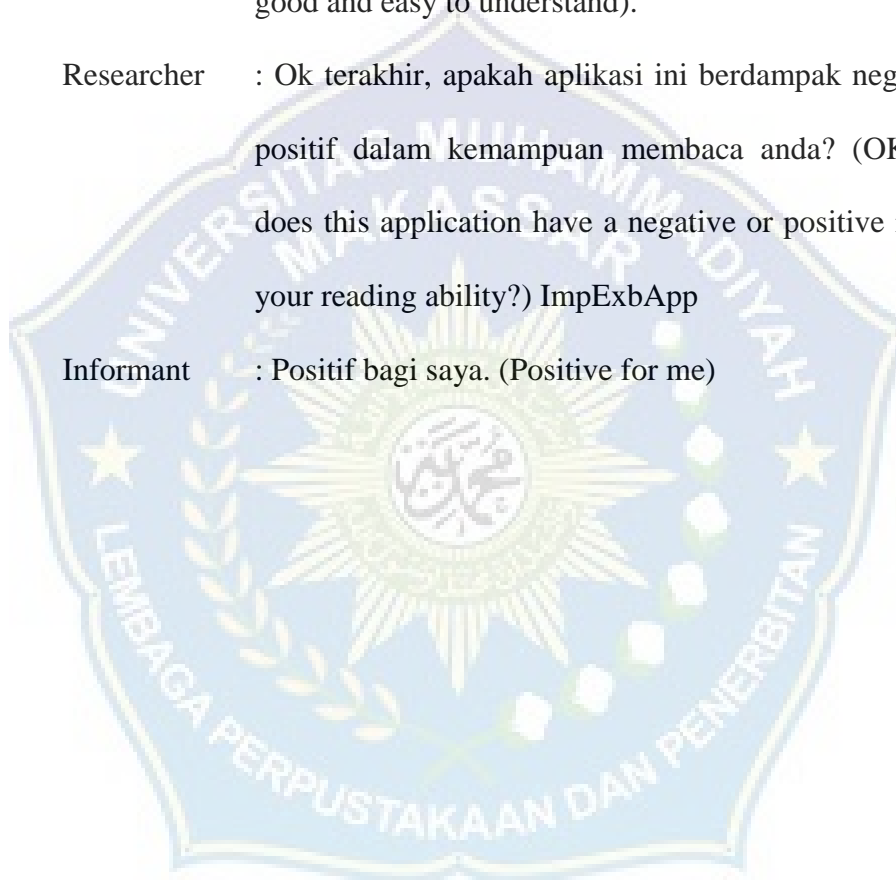 good and easy to understand).
Researcher : Ok terakhir, apakah aplikasi ini berdampak neg
positif dalam kemampuan membaca anda? (OK
does this application have a negative or positive
your reading ability?) ImpExbApp
Informant : Positif bagi saya. (Positive for me)
UNIVERSITAS MUHAMMADIYAH
MAKASSAR
LEMBAGA PERPUSTAKAAN DAN PENERBITAN